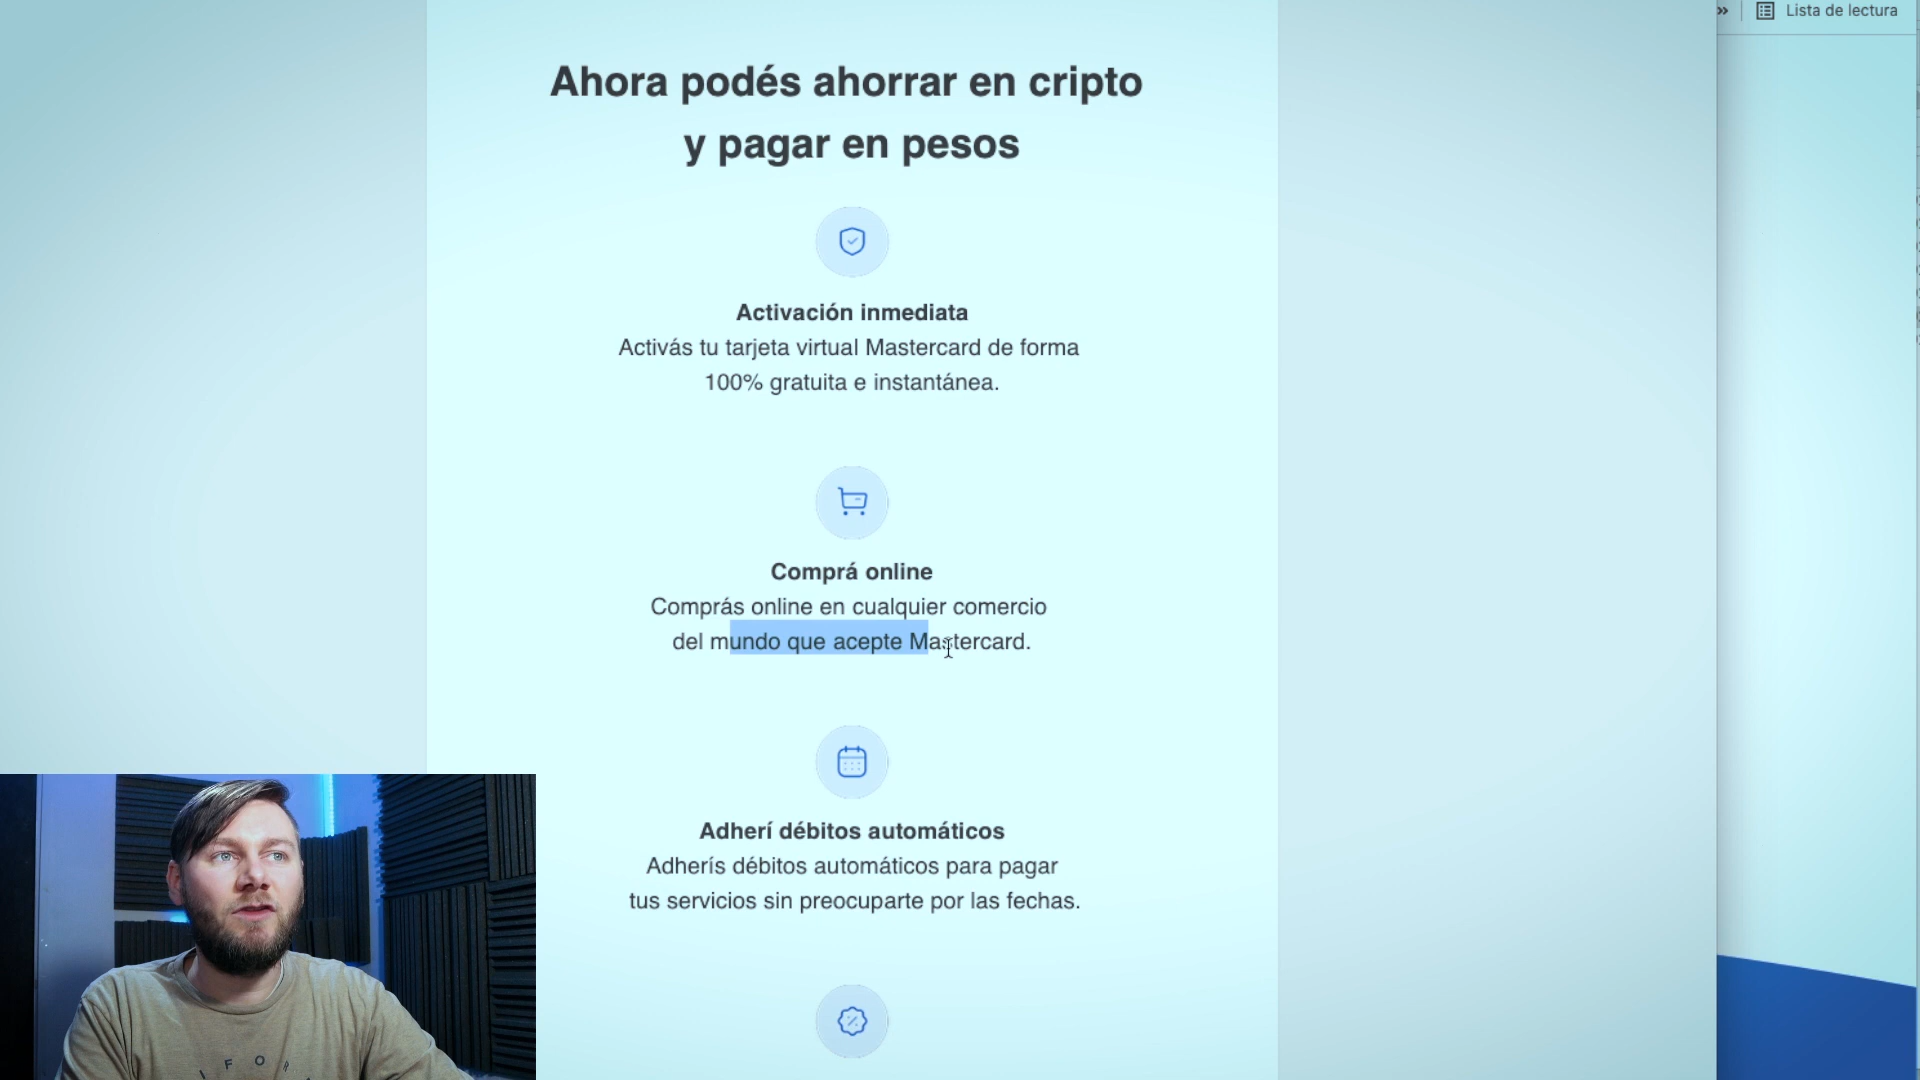 » Lista de lectura
Ahora podés ahorrar en cripto
y pagar en pesos
Activación inmediata
Activás tu tarjeta virtual Mastercard de forma
100% gratuita e instantánea.
Comprá online
Comprás online en cualquier comercio
del mundo que acepte Mastercard.
Adherí débitos automáticos
Adherís débitos automáticos para pagar
tus servicios sin preocuparte por las fechas.